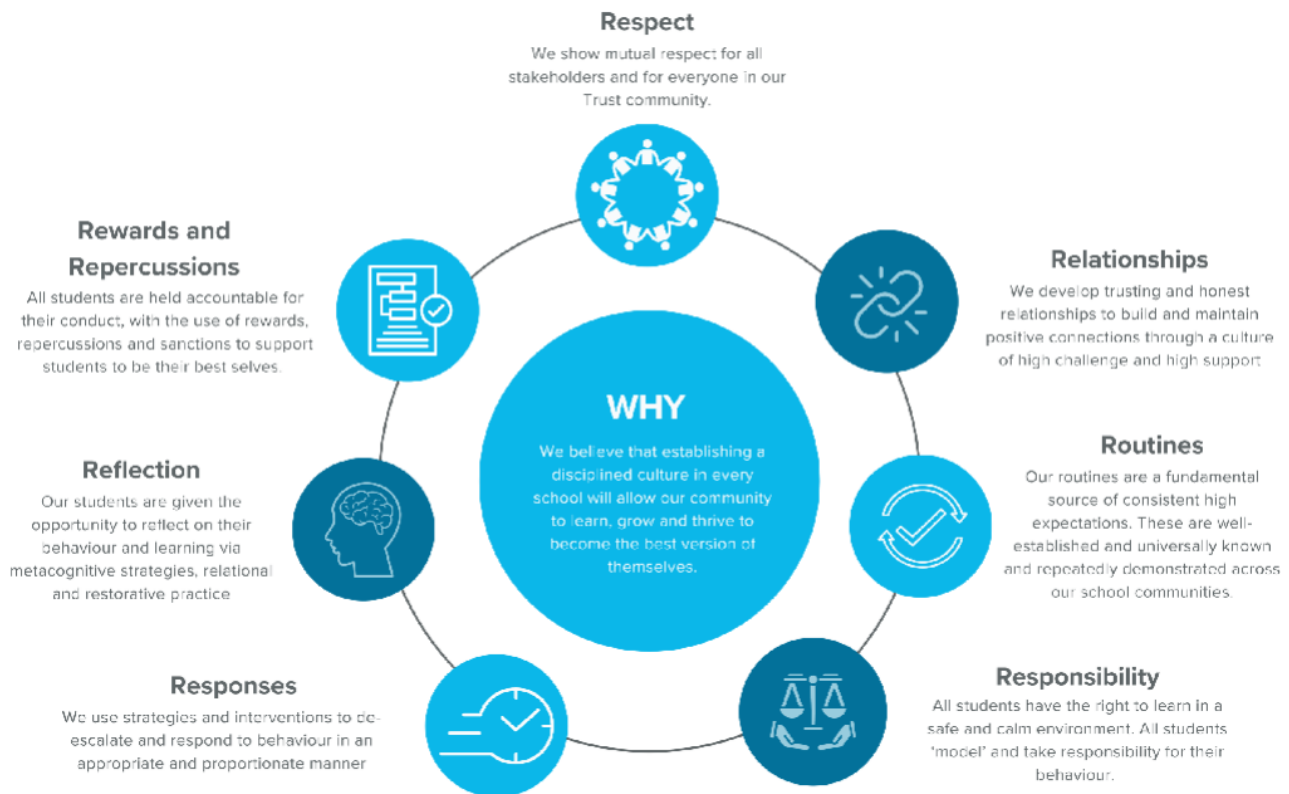 Respect
We show mutual respect for all
stakeholders and for everyone in our
Trust community.
Relationships
We develop trusting and honest
relationships to build and maintain
positive connections through a culture
of high challenge and high support
Routines
Our routines are a fundamental
source of consistent high
expectations. These are well-
established and universally known
and repeatedly demonstrated across
our school communities.
Responsibility
All students have the right to learn in a
safe and calm environment. All students
‘model’ and take responsibility for their
behaviour.
Responses
We use strategies and interventions to de-
escalate and respond to behaviour in an
appropriate and proportionate manner
Reflection
Our students are given the
opportunity to reflect on their
behaviour and learning via
metacognitive strategies, relational
and restorative practice
Rewards and
Repercussions
All students are held accountable for
their conduct, with the use of rewards,
repercussions and sanctions to support
students to be their best selves.
WHY
We believe that establishing a
disciplined culture in every
school will allow our community
to learn, grow and thrive to
become the best version of
themselves.